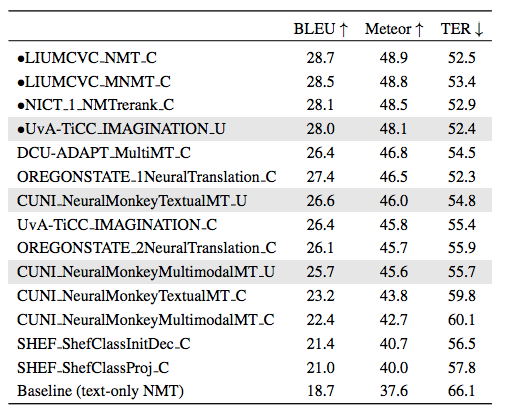 BLEU ↑ Meteor ↑ TER ↓
●LIUMCVC_NMT_C 28.7 48.9 52.5
●LIUMCVC_MNMT_C 28.5 48.8 53.4
●NICT_1_NMTrerank_C 28.1 48.5 52.9
●UvA-TiCC_IMAGINATION_U 28.0 48.1 52.4
DCU-ADAPT_MultiMT_C 26.4 46.8 54.5
OREGONSTATE_1NeuralTranslation_C 27.4 46.5 52.3
CUNI_NeuralMonkeyTextualMT_U 26.6 46.0 54.8
UvA-TiCC_IMAGINATION_C 26.4 45.8 55.4
OREGONSTATE_2NeuralTranslation_C 26.1 45.7 55.9
CUNI_NeuralMonkeyMultimodalMT_U 25.7 45.6 55.7
CUNI_NeuralMonkeyTextualMT_C 23.2 43.8 59.8
CUNI_NeuralMonkeyMultimodalMT_C 22.4 42.7 60.1
SHEF_ShefClassInitDec_C 21.4 40.7 56.5
SHEF_ShefClassProj_C 21.0 40.0 57.8
Baseline (text-only NMT) 18.7 37.6 66.1